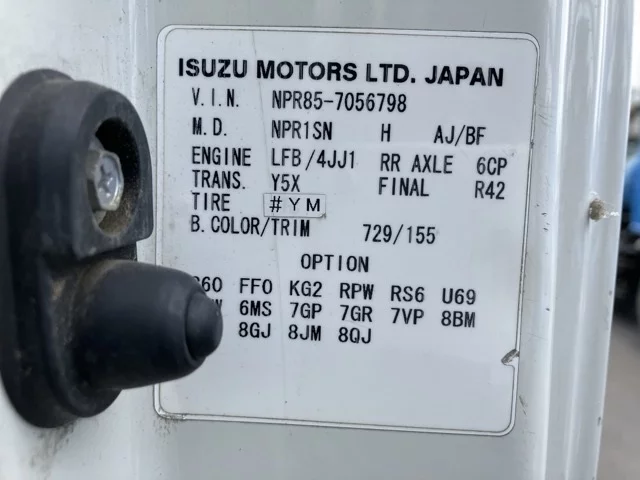 ISUZU MOTORS LTD. JAPAN
V.I.N. NPR85-7056798
M.D. NPR1SN H AJ/BF
ENGINE LFB/4JJ1 RR AXLE 6CP
TRANS. Y5X FINAL R42
TIRE #YM
B.COLOR/TRIM 729/155
OPTION
FF0 KG2 RPW RS6 U69
6MS 7GP 7GR 7VP 8BM
8GJ 8JM 8QJ